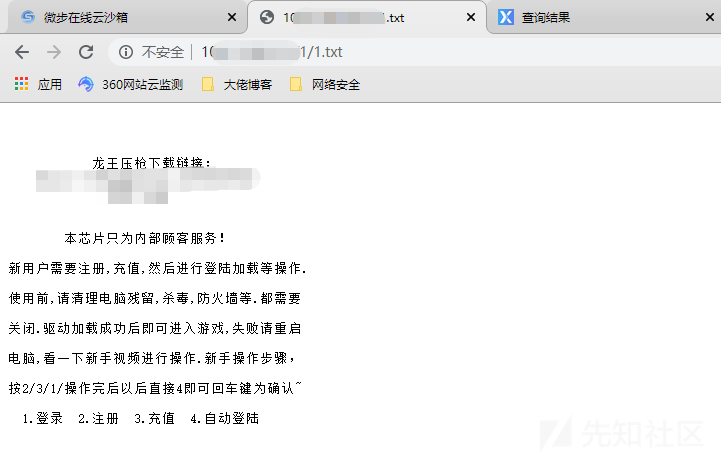 微步在线云沙箱
10 1.txt
查询结果
不安全 10 1/1.txt
应用 360网站云监测 大佬博客 网络安全
龙王压枪下载链接:
本芯片只为内部顾客服务!
新用户需要注册,充值,然后进行登陆加载等操作.
使用前,请清理电脑残留,杀毒,防火墙等.都需要
关闭.驱动加载成功后即可进入游戏,失败请重启
电脑,看一下新手视频进行操作.新手操作步骤,
按2/3/1/操作完后以后直接4即可回车键为确认~
1.登录 2.注册 3.充值 4.自动登陆
先知社区